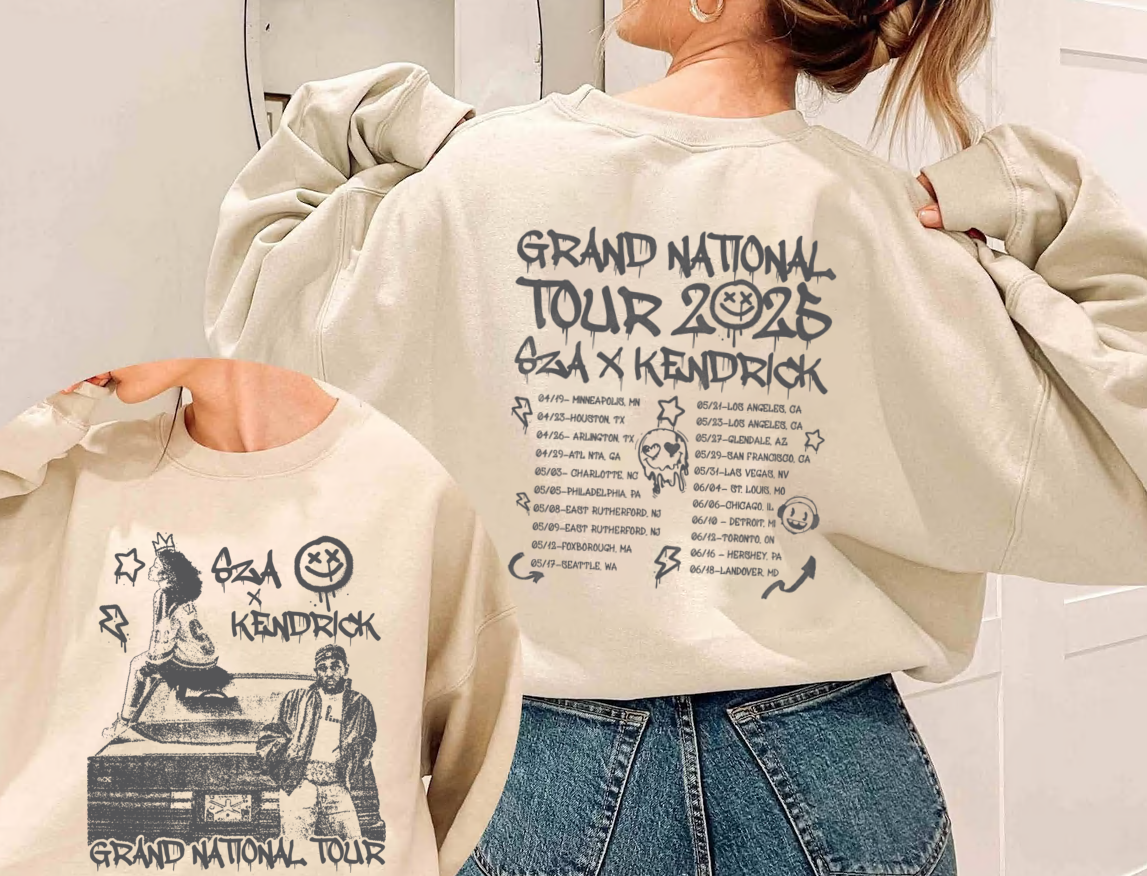 GRAND NATIONAL
TOUR 2025
SZA X KENDRICK
04/19- MINNEAPOLIS, MN
04/23-HOUSTON, TX
04/26- ARLINGTON, TX
04/29-ATL NTA, GA
05/03- CHARLOTTE, NC
05/05-PHILADELPHIA, PA
05/08-EAST RUTHERFORD, NJ
05/09-EAST RUTHERFORD, NJ
05/12-FOXBOROUGH, MA
05/17-SEATTLE, WA
05/21-LOS ANGELES, CA
05/23-LOS ANGELES, CA
05/27-GLENDALE, AZ
05/29-SAN FRANCISCO, CA
05/31-LAS VEGAS, NV
06/04- ST. LOUIS, MO
06/06-CHICAGO, IL
06/10 - DETROIT, MI
06/12-TORONTO, ON
06/16 - HERSHEY, PA
06/18-LANDOVER, MD
SZA
X
KENDRICK
GRAND NATIONAL TOUR